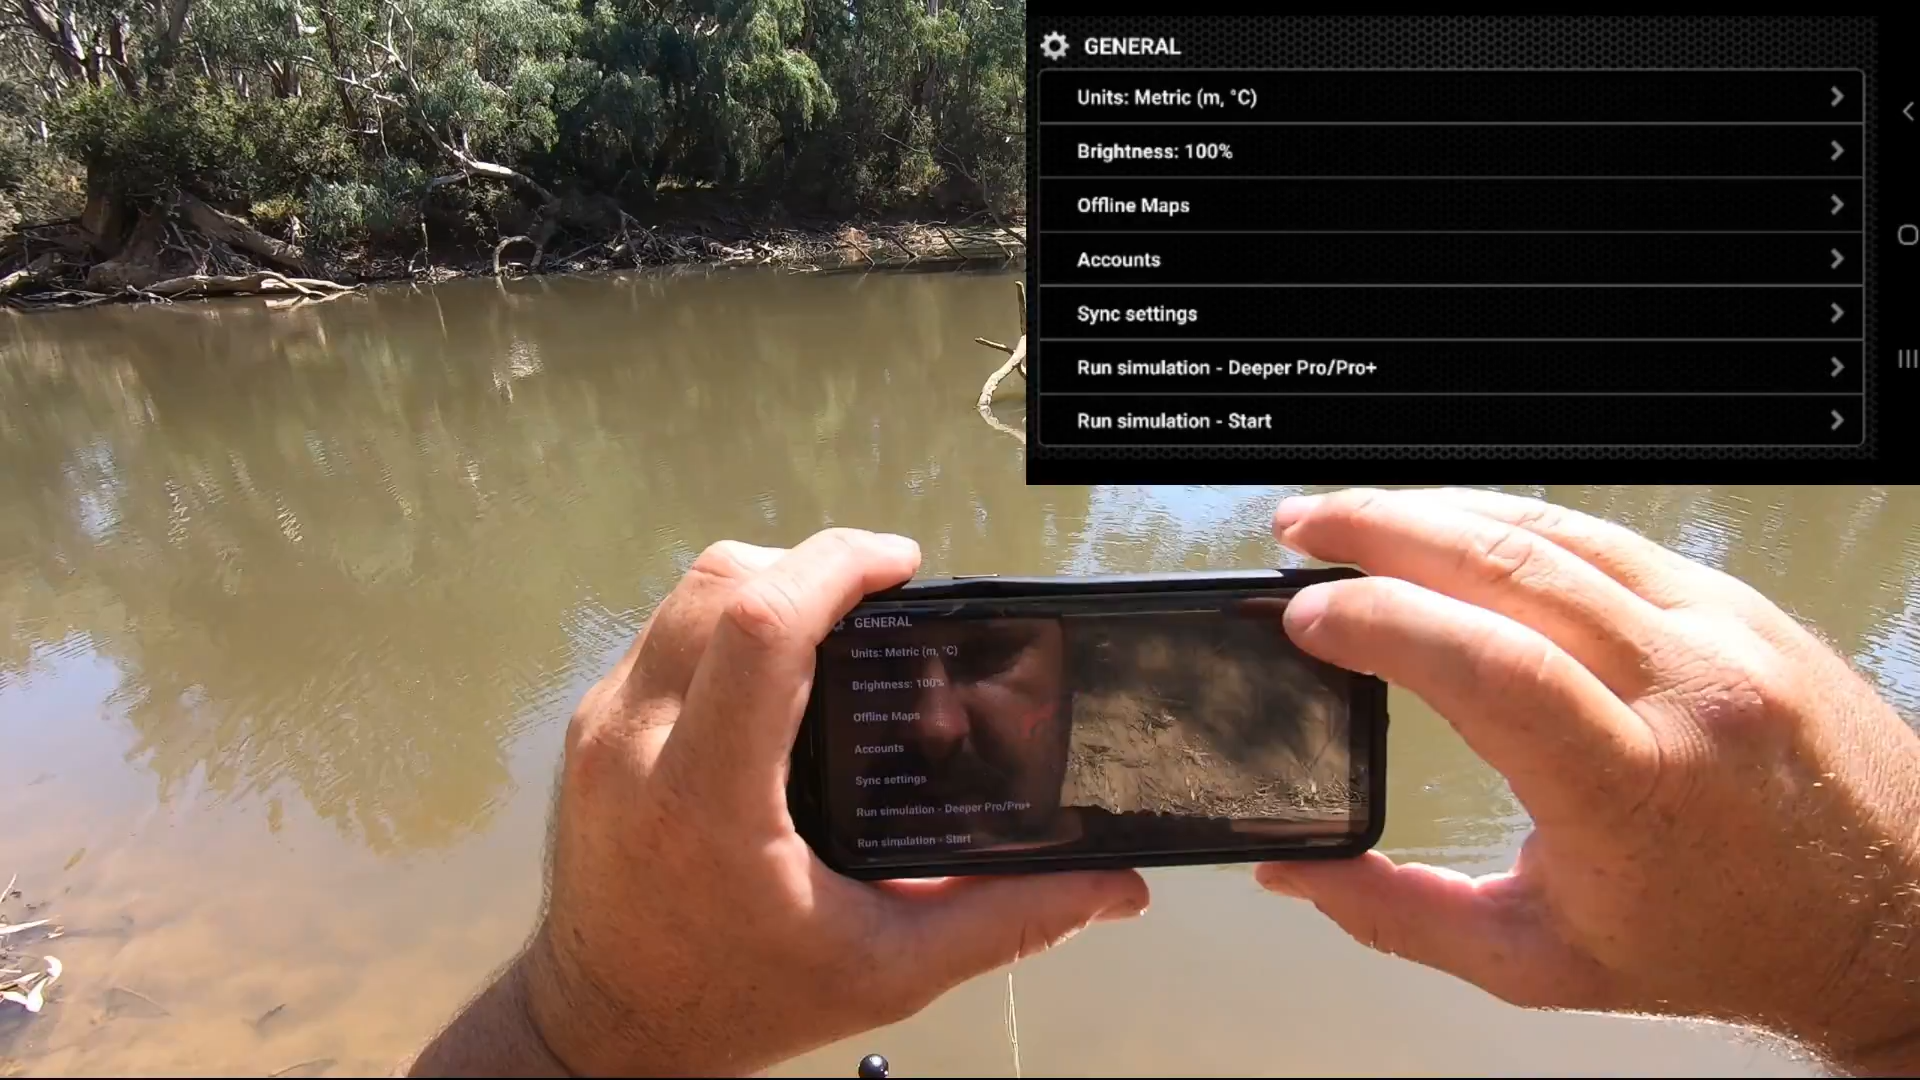 GENERAL
Units: Metric (m, °C)
Brightness: 100%
Offline Maps
Accounts
Sync settings
Run simulation - Deeper Pro/Pro+
Run simulation - Start
GENERAL
Units: Metric (m, °C)
Brightness: 100%
Offline Maps
Accounts
Sync settings
Run simulation - Deeper Pro/Pro+
Run simulation - Start